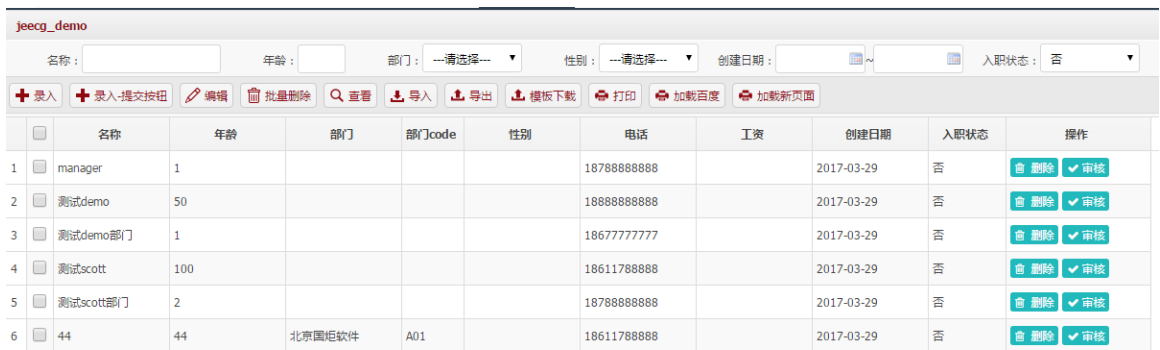 jeecg_demo
名称： 年龄： 部门： ---请选择--- 性别： ---请选择--- 创建日期： ~ 入职状态： 否
录入 录入-提交按钮 编辑 批量删除 查看 导入 导出 模板下载 打印 加载百度 加载新页面
名称 年龄 部门 部门code 性别 电话 工资 创建日期 入职状态 操作
1 manager 1 18788888888 2017-03-29 否 删除 审核
2 测试demo 50 18888888888 2017-03-29 否 删除 审核
3 测试demo部门 1 18677777777 2017-03-29 否 删除 审核
4 测试scott 100 18611788888 2017-03-29 否 删除 审核
5 测试scott部门 2 18788888888 2017-03-29 否 删除 审核
6 44 44 北京国炬软件 A01 18611788888 2017-03-29 否 删除 审核